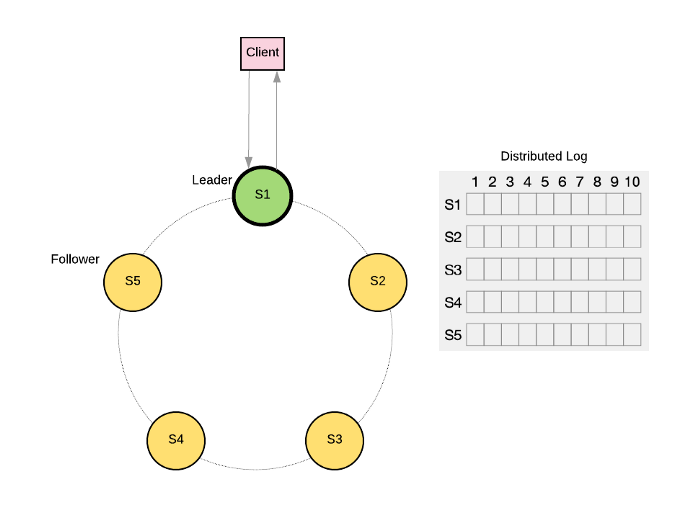 Client
Leader
S1
Follower
S5
S2
S4
S3
Distributed Log
1 2 3 4 5 6 7 8 9 10
S1
S2
S3
S4
S5